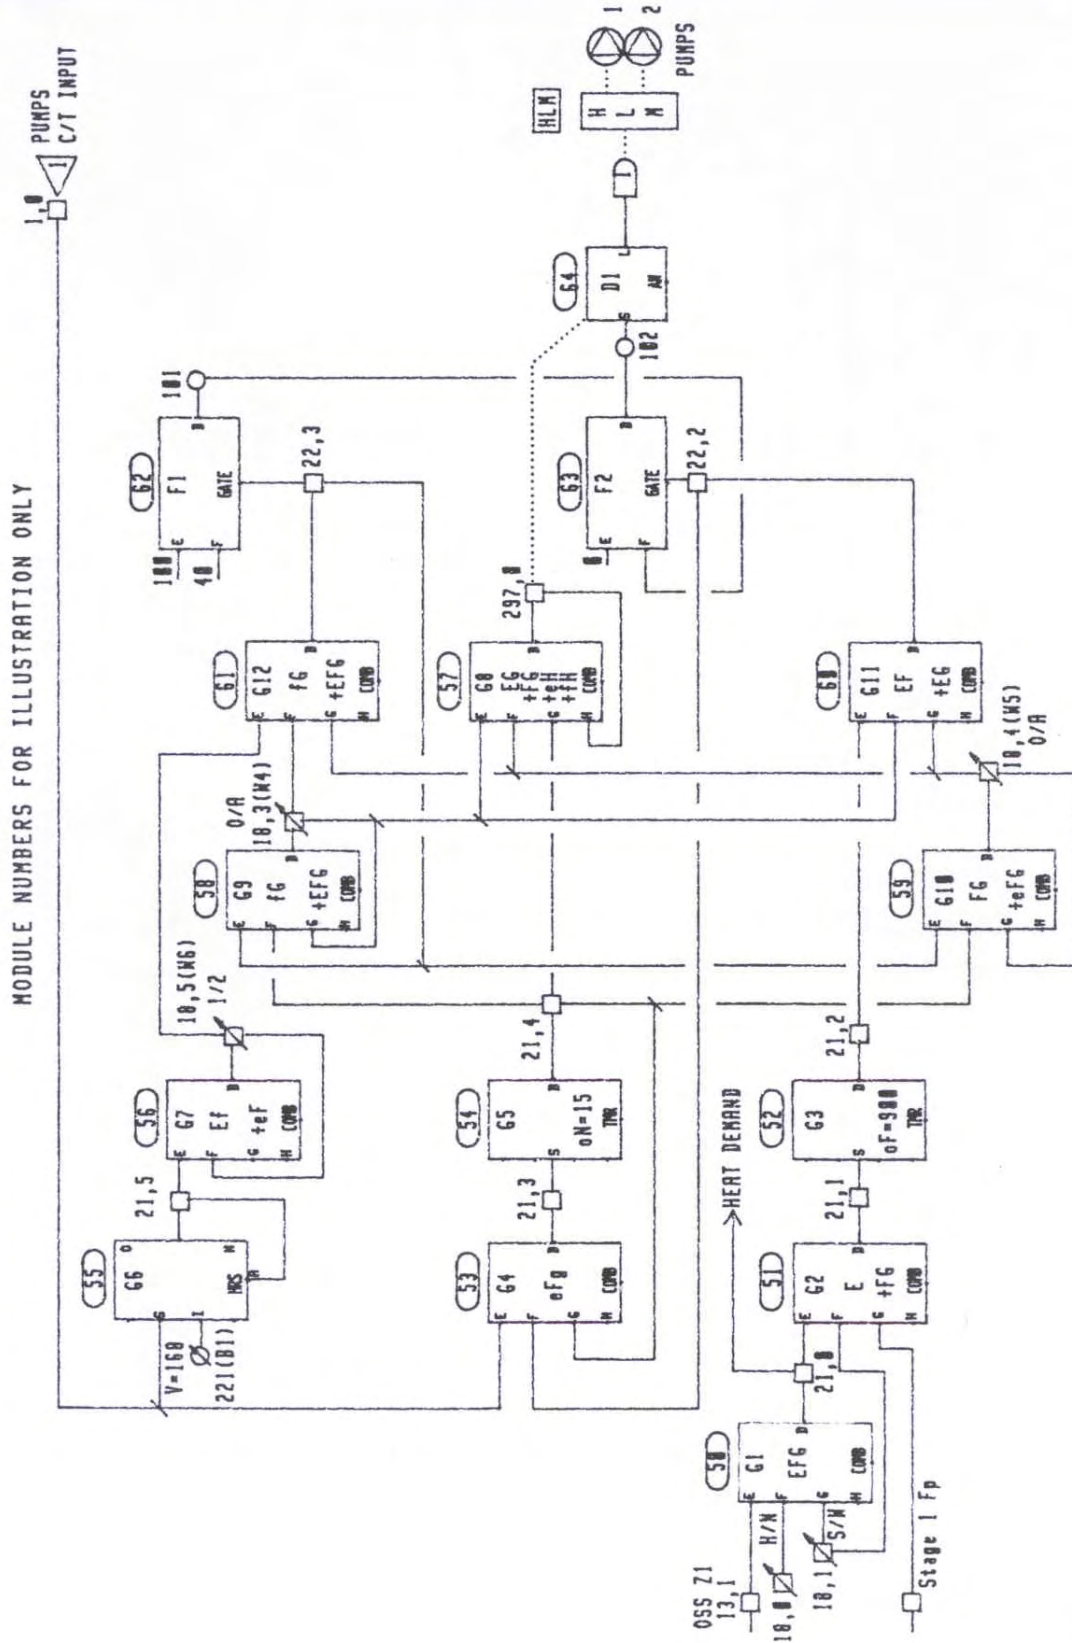 MODULE NUMBERS FOR ILLUSTRATION ONLY
1,0
1
PUMPS
C/T INPUT
55
G6
S
I
O
N
HRS
R
V=168
221(B1)
21,5
56
G7
Ef
+eF
E
F
G
H
D
COMB
18,5(W6)
1/2
58
G9
fG
+EFG
E
F
G
H
D
COMB
O/A
18,3(W4)
61
G12
fG
+EFG
E
F
G
H
D
COMB
22,3
62
F1
E
F
D
GATE
100
40
101
53
G4
eFg
E
F
G
H
D
COMB
21,3
54
G5
oN=15
S
D
TMR
21,4
57
G8
EG
+FG
+eH
+fH
E
F
G
H
D
COMB
297,0
63
F2
E
F
D
GATE
0
22,2
102
64
D1
S
L
AN
1
HLM
H
L
M
1
2
PUMPS
OSS Z1
13,1
18,0
H/N
18,1
S/W
Stage 1 Fp
50
G1
EFG
E
F
G
H
D
COMB
HEAT DEMAND
21,0
51
G2
E
+FG
E
F
G
H
D
COMB
21,1
52
G3
oF=900
S
D
TMR
21,2
59
G10
FG
+eFG
E
F
G
H
D
COMB
18,4(W5)
O/A
60
G11
EF
+EG
E
F
G
H
D
COMB